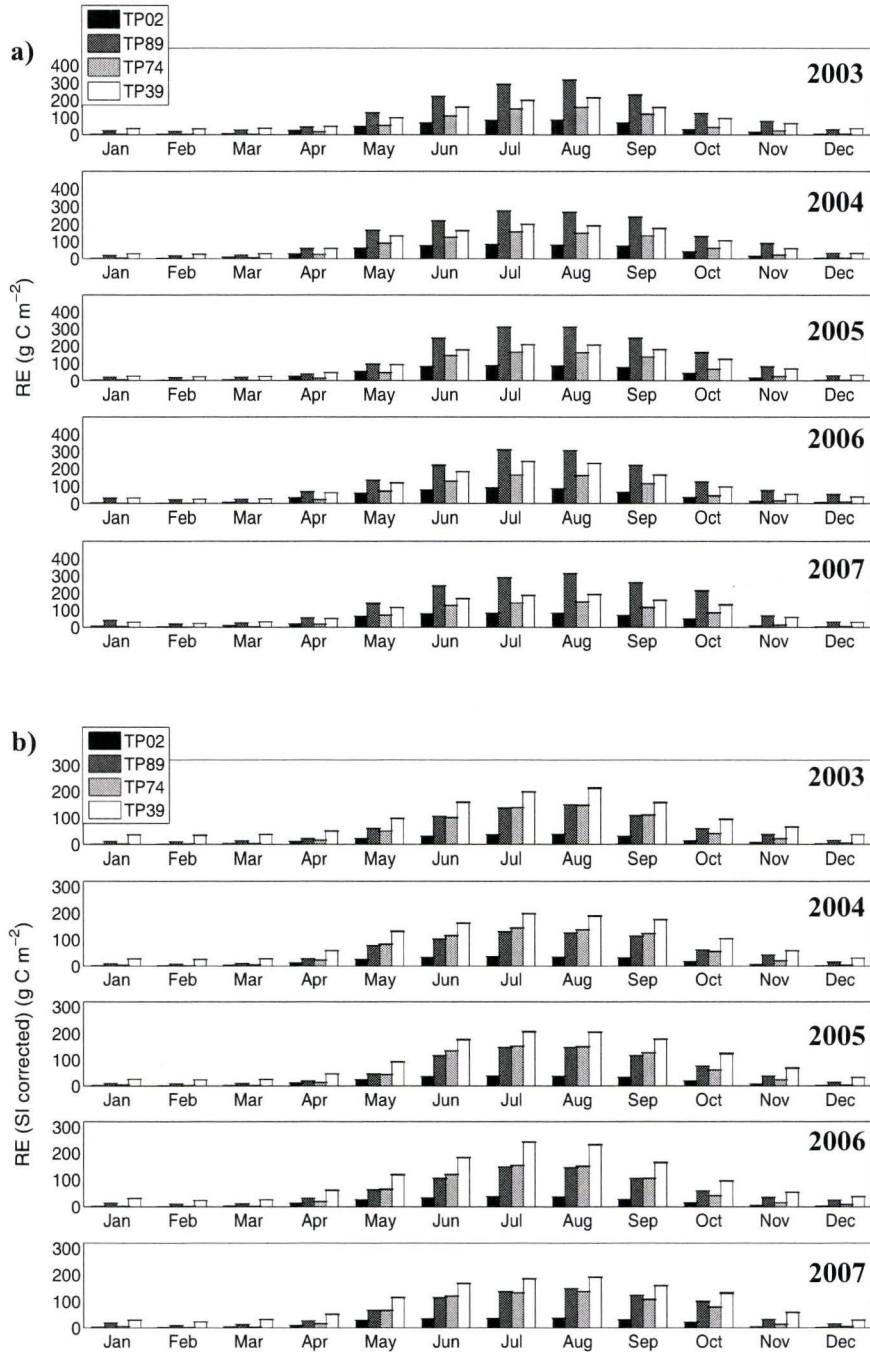 a)
TP02
TP89
TP74
TP39
2003
400
300
200
100
0
Jan Feb Mar Apr May Jun Jul Aug Sep Oct Nov Dec
2004
400
300
200
100
0
Jan Feb Mar Apr May Jun Jul Aug Sep Oct Nov Dec
RE (g C m⁻²)
2005
400
300
200
100
0
Jan Feb Mar Apr May Jun Jul Aug Sep Oct Nov Dec
2006
400
300
200
100
0
Jan Feb Mar Apr May Jun Jul Aug Sep Oct Nov Dec
2007
400
300
200
100
0
Jan Feb Mar Apr May Jun Jul Aug Sep Oct Nov Dec
b)
TP02
TP89
TP74
TP39
2003
300
200
100
0
Jan Feb Mar Apr May Jun Jul Aug Sep Oct Nov Dec
2004
300
200
100
0
Jan Feb Mar Apr May Jun Jul Aug Sep Oct Nov Dec
RE (SI corrected) (g C m⁻²)
2005
300
200
100
0
Jan Feb Mar Apr May Jun Jul Aug Sep Oct Nov Dec
2006
300
200
100
0
Jan Feb Mar Apr May Jun Jul Aug Sep Oct Nov Dec
2007
300
200
100
0
Jan Feb Mar Apr May Jun Jul Aug Sep Oct Nov Dec